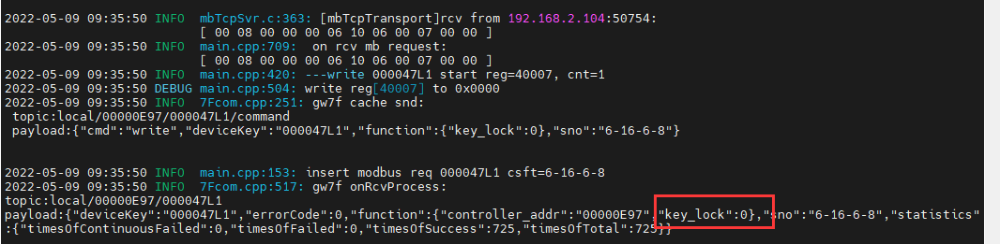 2022-05-09 09:35:50 INFO mbTcpSvr.c:363: [mbTcpTransport]rcv from 192.168.2.104:50754:
[ 00 08 00 00 00 06 10 06 00 07 00 00 ]
2022-05-09 09:35:50 INFO main.cpp:709: on rcv mb request:
[ 00 08 00 00 00 06 10 06 00 07 00 00 ]
2022-05-09 09:35:50 INFO main.cpp:420: ---write 000047L1 start reg=40007, cnt=1
2022-05-09 09:35:50 DEBUG main.cpp:504: write reg[40007] to 0x0000
2022-05-09 09:35:50 INFO 7Fcom.cpp:251: gw7f cache snd:
topic:local/00000E97/000047L1/command
payload:{"cmd":"write","deviceKey":"000047L1","function":{"key_lock":0},"sno":"6-16-6-8"}
2022-05-09 09:35:50 INFO main.cpp:153: insert modbus req 000047L1 csft=6-16-6-8
2022-05-09 09:35:50 INFO 7Fcom.cpp:517: gw7f onRcvProcess:
topic:local/00000E97/000047L1
payload:{"deviceKey":"000047L1","errorCode":0,"function":{"controller_addr":"00000E97","key_lock":0},"sno":"6-16-6-8","statistics"
:{"timesOfContinuousFailed":0,"timesOfFailed":0,"timesOfSuccess":725,"timesOfTotal":725}}